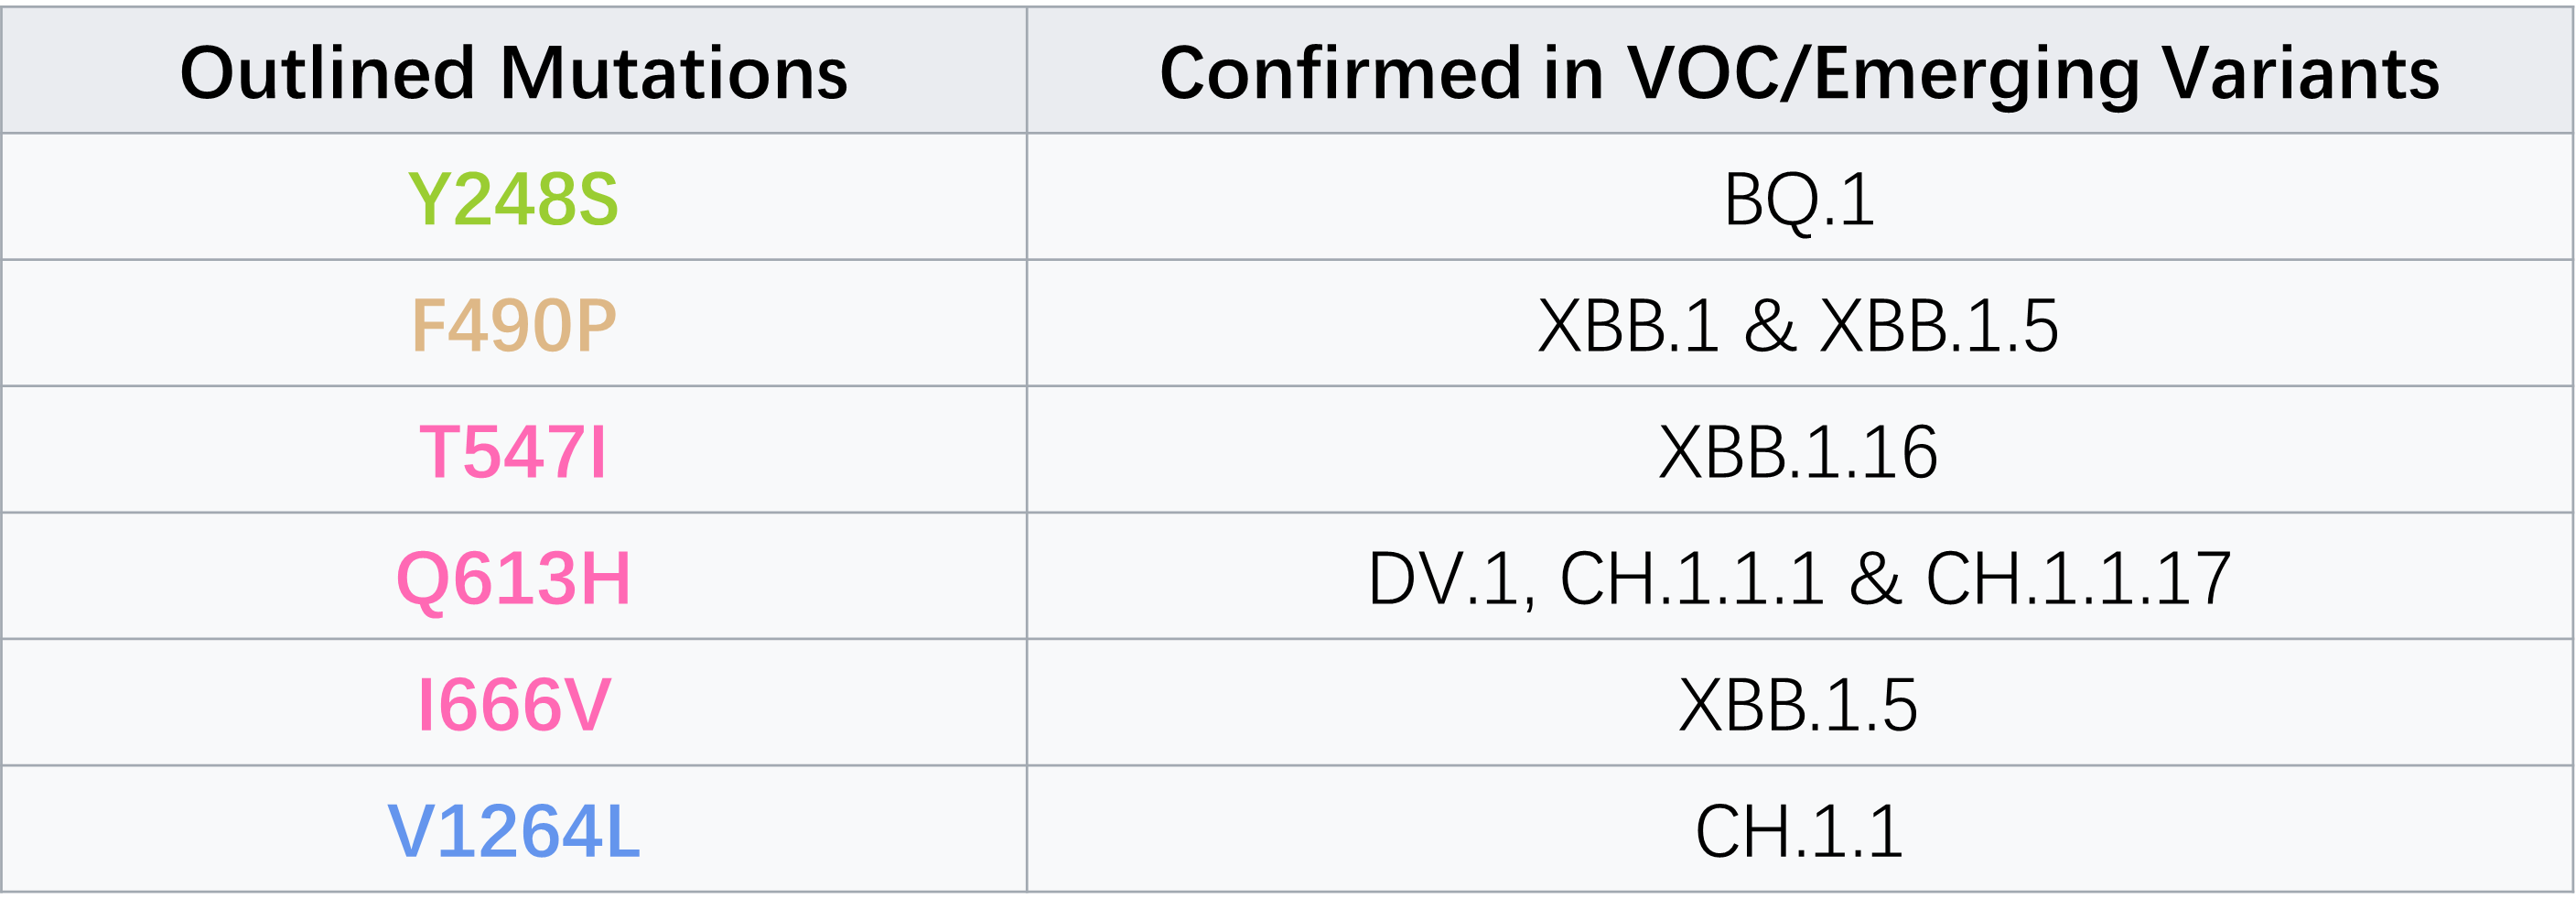 Outlined Mutations Confirmed in VOC/Emerging Variants
Y248S BQ.1
F490P XBB.1 & XBB.1.5
T547I XBB.1.16
Q613H DV.1, CH.1.1.1 & CH.1.1.17
I666V XBB.1.5
V1264L CH.1.1